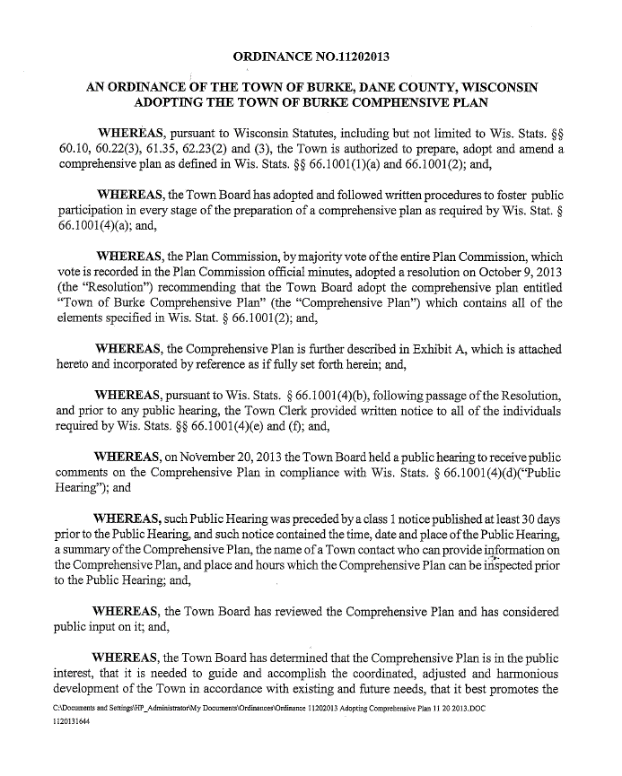 ORDINANCE NO.11202013
AN ORDINANCE OF THE TOWN OF BURKE, DANE COUNTY, WISCONSIN
ADOPTING THE TOWN OF BURKE COMPHENSIVE PLAN
WHEREAS, pursuant to Wisconsin Statutes, including but not limited to Wis. Stats. §§
60.10, 60.22(3), 61.35, 62.23(2) and (3), the Town is authorized to prepare, adopt and amend a
comprehensive plan as defined in Wis. Stats. §§ 66.1001(1)(a) and 66.1001(2); and,
WHEREAS, the Town Board has adopted and followed written procedures to foster public
participation in every stage of the preparation of a comprehensive plan as required by Wis. Stat. §
66.1001(4)(a); and,
WHEREAS, the Plan Commission, by majority vote of the entire Plan Commission, which
vote is recorded in the Plan Commission official minutes, adopted a resolution on October 9, 2013
(the “Resolution”) recommending that the Town Board adopt the comprehensive plan entitled
“Town of Burke Comprehensive Plan” (the “Comprehensive Plan”) which contains all of the
elements specified in Wis. Stat. § 66.1001(2); and,
WHEREAS, the Comprehensive Plan is further described in Exhibit A, which is attached
hereto and incorporated by reference as if fully set forth herein; and,
WHEREAS, pursuant to Wis. Stats. § 66.1001(4)(b), following passage of the Resolution,
and prior to any public hearing, the Town Clerk provided written notice to all of the individuals
required by Wis. Stats. §§ 66.1001(4)(e) and (f); and,
WHEREAS, on November 20, 2013 the Town Board held a public hearing to receive public
comments on the Comprehensive Plan in compliance with Wis. Stats. § 66.1001(4)(d)(“Public
Hearing”); and
WHEREAS, such Public Hearing was preceded by a class 1 notice published at least 30 days
prior to the Public Hearing, and such notice contained the time, date and place of the Public Hearing,
a summary of the Comprehensive Plan, the name of a Town contact who can provide information on
the Comprehensive Plan, and place and hours which the Comprehensive Plan can be inspected prior
to the Public Hearing; and,
WHEREAS, the Town Board has reviewed the Comprehensive Plan and has considered
public input on it; and,
WHEREAS, the Town Board has determined that the Comprehensive Plan is in the public
interest, that it is needed to guide and accomplish the coordinated, adjusted and harmonious
development of the Town in accordance with existing and future needs, that it best promotes the
C:\Documents and Settings\HP_Administrator\My Documents\Ordinances\Ordinance 11202013 Adopting Comprehensive Plan 11 20 2013.DOC
1120131644